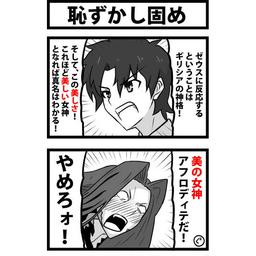 恥ずかし固め
ゼウスに反応する
ということは
ギリシアの神格！
そして、この美しさ！
これほど美しい女神
となれば真名はわかる！
美の女神
アフロディテだ！
やめろォ！